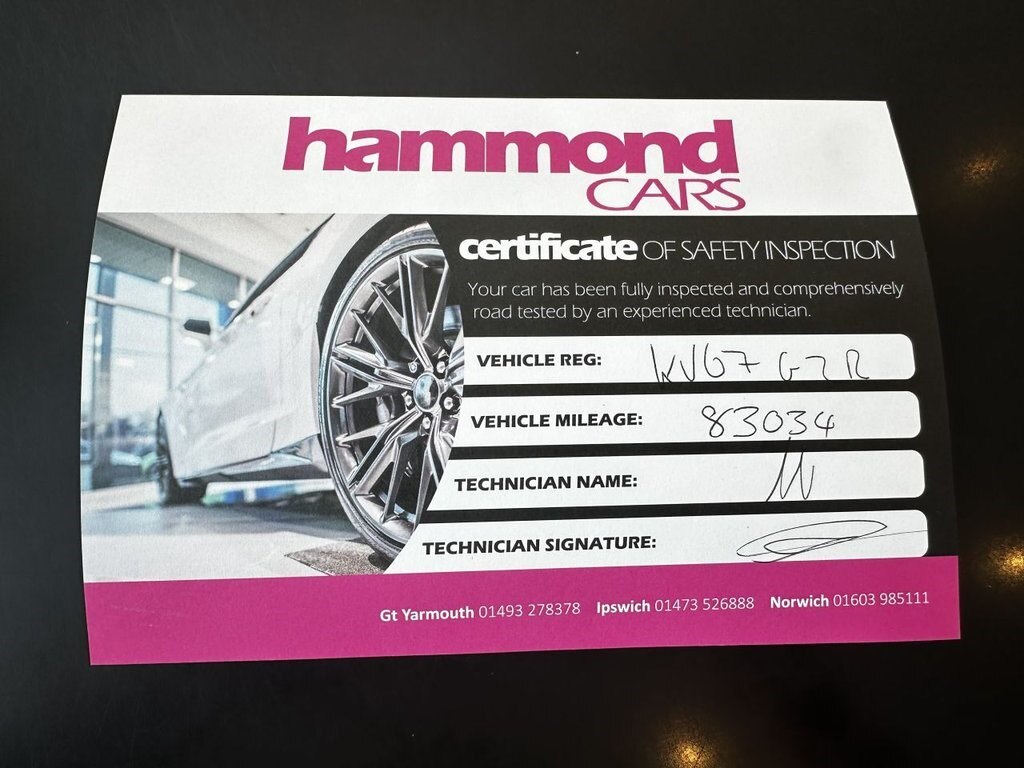 hammond
CARS
certificate OF SAFETY INSPECTION
Your car has been fully inspected and comprehensively
road tested by an experienced technician.
VEHICLE REG: WV67 GZR
VEHICLE MILEAGE: 83034
TECHNICIAN NAME:
TECHNICIAN SIGNATURE:
Gt Yarmouth 01493 278378 Ipswich 01473 526888 Norwich 01603 985111